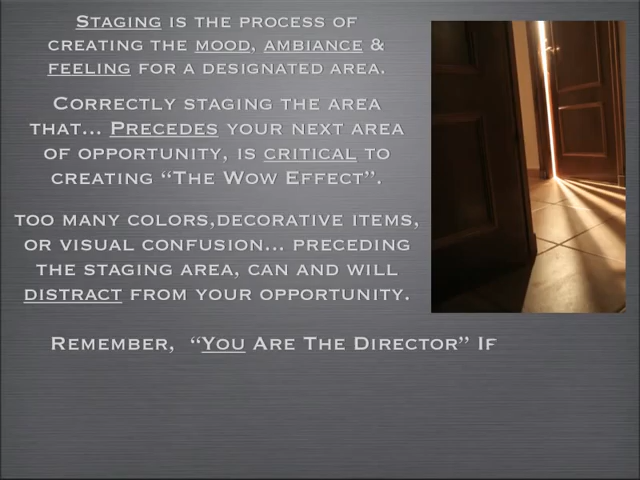 Staging is the process of
creating the mood, ambiance &
feeling for a designated area.
Correctly staging the area
that... Precedes your next area
of opportunity, is critical to
creating “The Wow Effect”.
too many colors,decorative items,
or visual confusion... preceding
the staging area, can and will
distract from your opportunity.
Remember, “You Are The Director” If